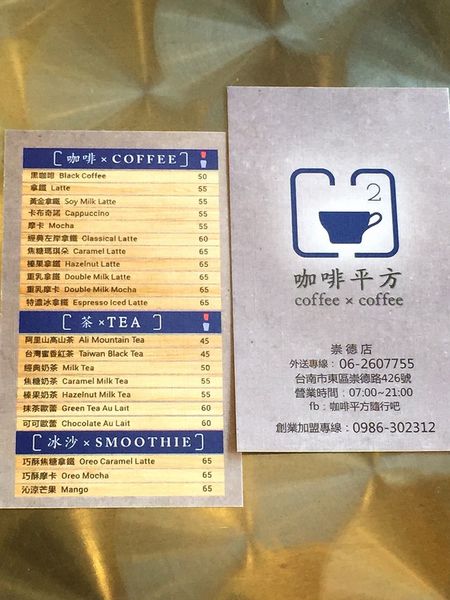 [ 咖啡 × COFFEE ]
黑咖啡 Black Coffee 50
拿鐵 Latte 55
黃金拿鐵 Soy Milk Latte 55
卡布奇諾 Cappuccino 55
摩卡 Mocha 55
經典左岸拿鐵 Classical Latte 60
焦糖瑪琪朵 Caramel Latte 60
榛果拿鐵 Hazelnut Latte 60
重乳拿鐵 Double Milk Latte 65
重乳摩卡 Double Milk Mocha 65
特濃冰拿鐵 Espresso Iced Latte 65
[ 茶 × TEA ]
阿里山高山茶 Ali Mountain Tea 45
台灣蜜香紅茶 Taiwan Black Tea 45
經典奶茶 Milk Tea 50
焦糖奶茶 Caramel Milk Tea 55
榛果奶茶 Hazelnut Milk Tea 55
抹茶歐蕾 Green Tea Au Lait 60
可可歐蕾 Chocolate Au Lait 60
[ 冰沙 × SMOOTHIE ]
巧酥焦糖拿鐵 Oreo Caramel Latte 65
巧酥摩卡 Oreo Mocha 65
沁涼芒果 Mango 65
2
咖啡平方
coffee × coffee
崇德店
外送專線：06-2607755
台南市東區崇德路426號
營業時間：07:00~21:00
fb：咖啡平方隨行吧
創業加盟專線：0986-302312